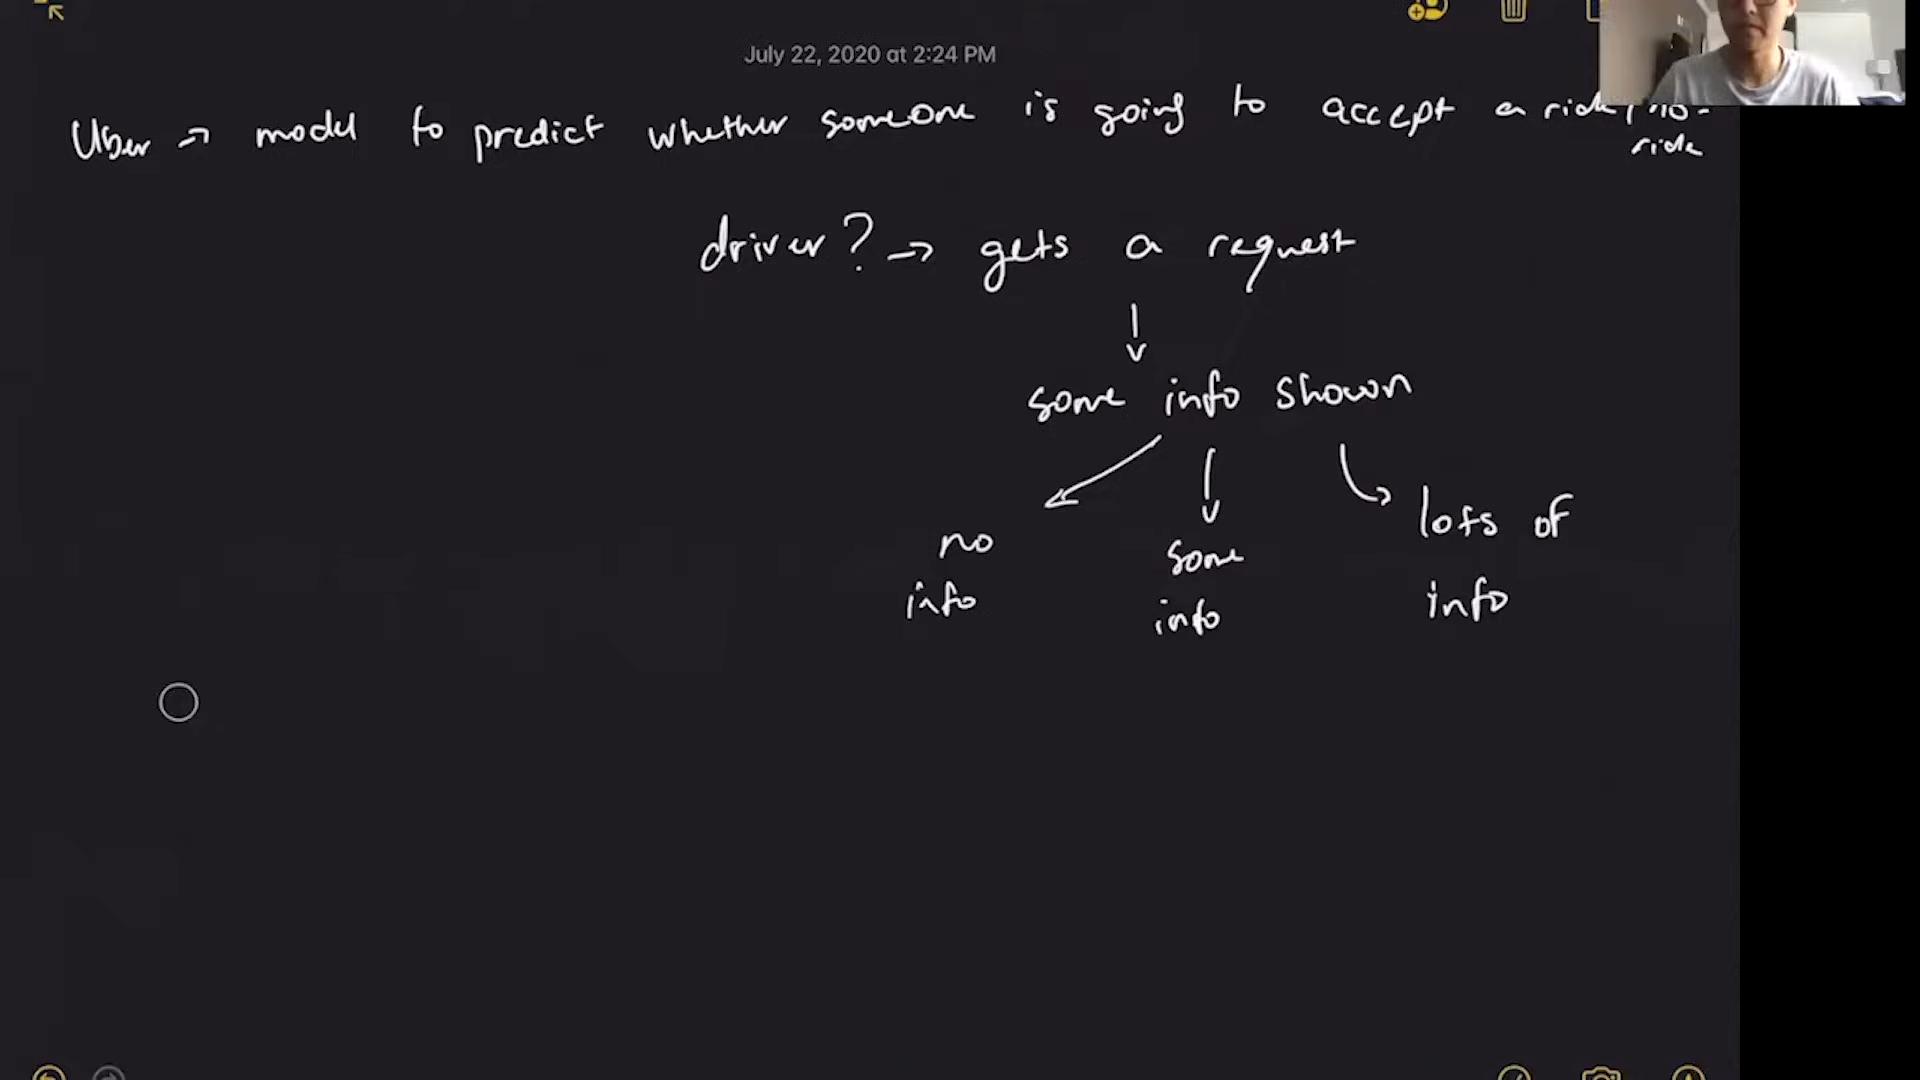 July 22, 2020 at 2:24 PM
Uber → model to predict whether someone is going to accept a ride / no-
ride
driver? → gets a request
some info shown
no some lots of
info info info